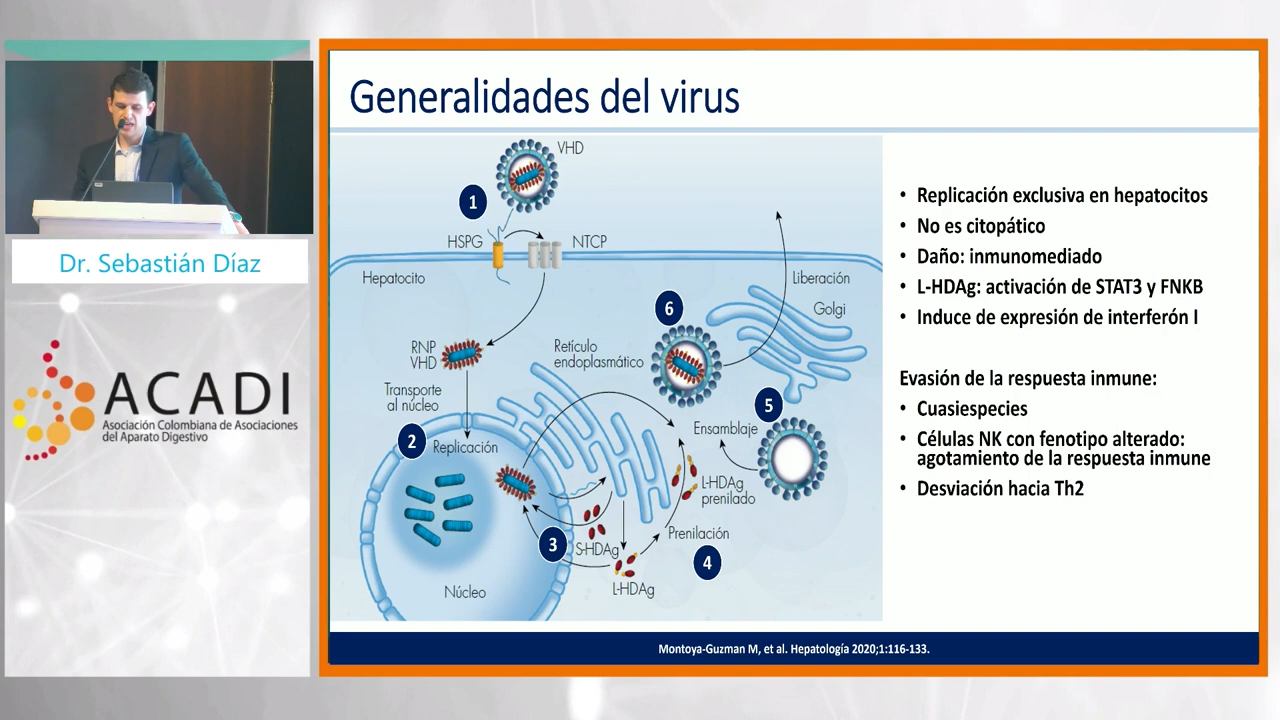 Generalidades del virus
VHD
1
HSPG
NTCP
Hepatocito
Liberación
Golgi
6
RNP
VHD
Retículo
endoplasmático
Transporte
al núcleo
5
Ensamblaje
2
Replicación
L-HDAg
prenilado
Prenilación
3
S-HDAg
4
L-HDAg
Núcleo
• Replicación exclusiva en hepatocitos
• No es citopático
• Daño: inmunomediado
• L-HDAg: activación de STAT3 y FNKB
• Induce de expresión de interferón I
Evasión de la respuesta inmune:
• Cuasiespecies
• Células NK con fenotipo alterado:
agotamiento de la respuesta inmune
• Desviación hacia Th2
Montoya-Guzman M, et al. Hepatología 2020;1:116-133.
Dr. Sebastián Díaz
ACADI
Asociación Colombiana de Asociaciones
del Aparato Digestivo